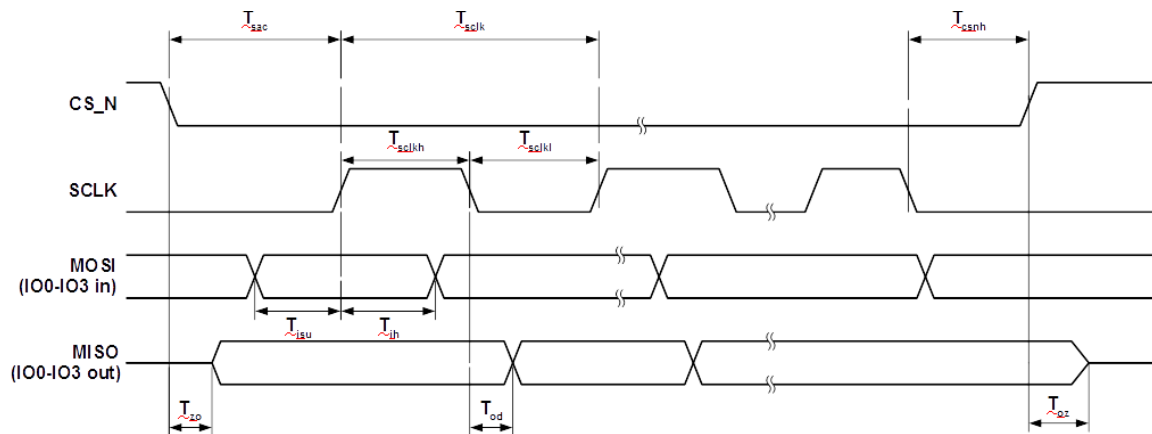 Tsac
Tsclk
Tcsnh
CS_N
Tsclkh
Tsclkl
SCLK
MOSI
(IO0-IO3 in)
Tisu
Tih
MISO
(IO0-IO3 out)
Tzo
Tod
Toz